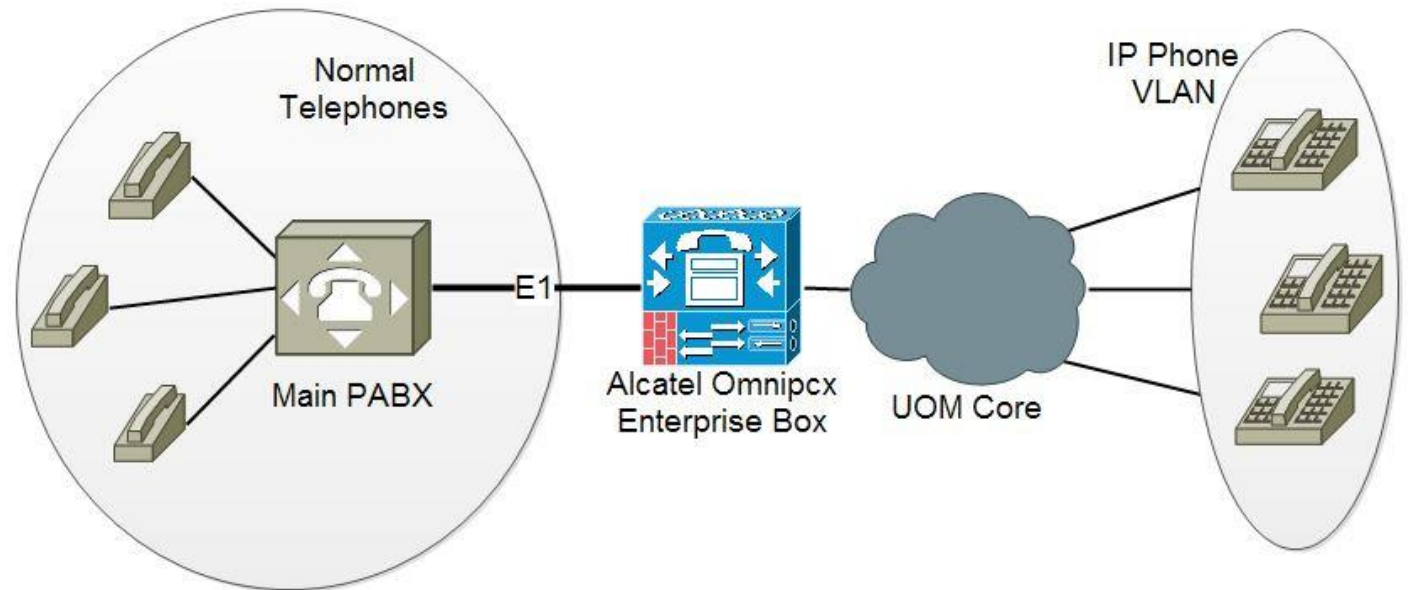 Normal
Telephones
IP Phone
VLAN
E1
Main PABX
Alcatel Omnipcx
Enterprise Box
UOM Core